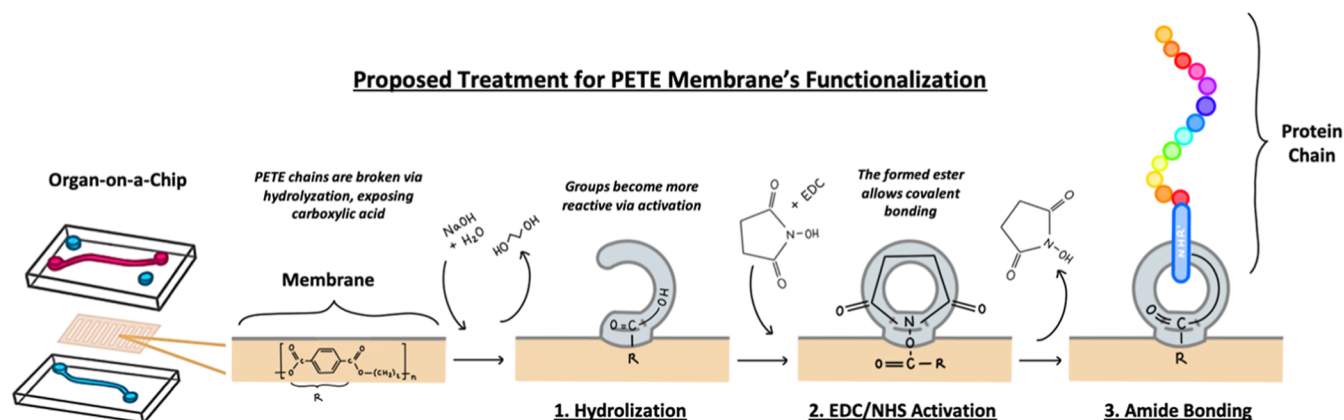 Proposed Treatment for PETE Membrane's Functionalization
Organ-on-a-Chip
PETE chains are broken via
hydrolyzation, exposing
carboxylic acid
Membrane
O
C
O
C
O
O—(CH₂)₂
n
R
NaOH
+ H₂O
HO OH
Groups become more
reactive via activation
O=C
OH
R
1. Hydrolization
O
N—OH
O
+ EDC
The formed ester
allows covalent
bonding
O
O
N
O
O=C—R
2. EDC/NHS Activation
O
N—OH
O
NHR'
O=C
R
3. Amide Bonding
Protein
Chain